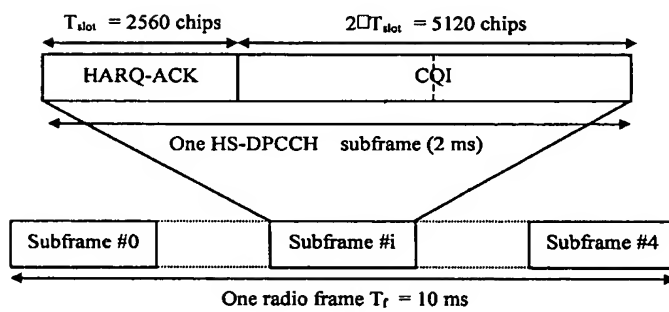 T_slot = 2560 chips
2□T_slot = 5120 chips
HARQ-ACK
CQI
One HS-DPCCH subframe (2 ms)
Subframe #0
Subframe #i
Subframe #4
One radio frame T_f = 10 ms